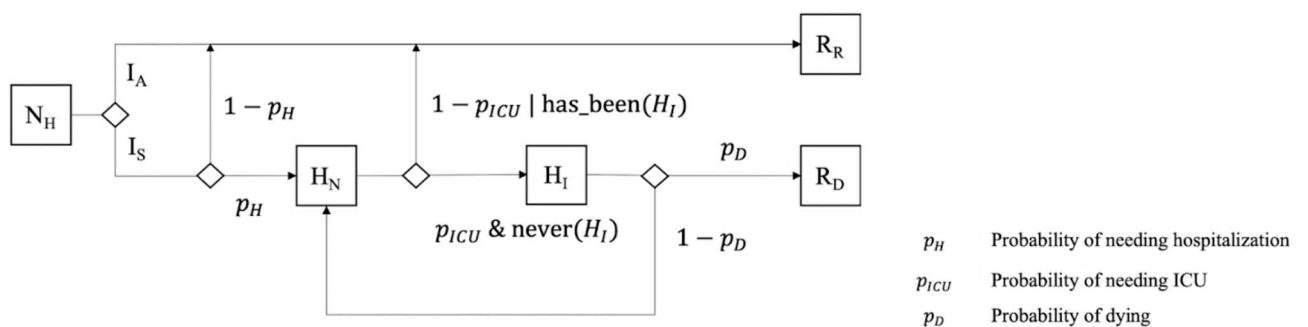 R_R
I_A
N_H
1 − p_H
1 − p_ICU | has_been(H_I)
I_S
p_D
H_N
H_I
R_D
p_H
p_ICU & never(H_I)
1 − p_D
p_H Probability of needing hospitalization
p_ICU Probability of needing ICU
p_D Probability of dying